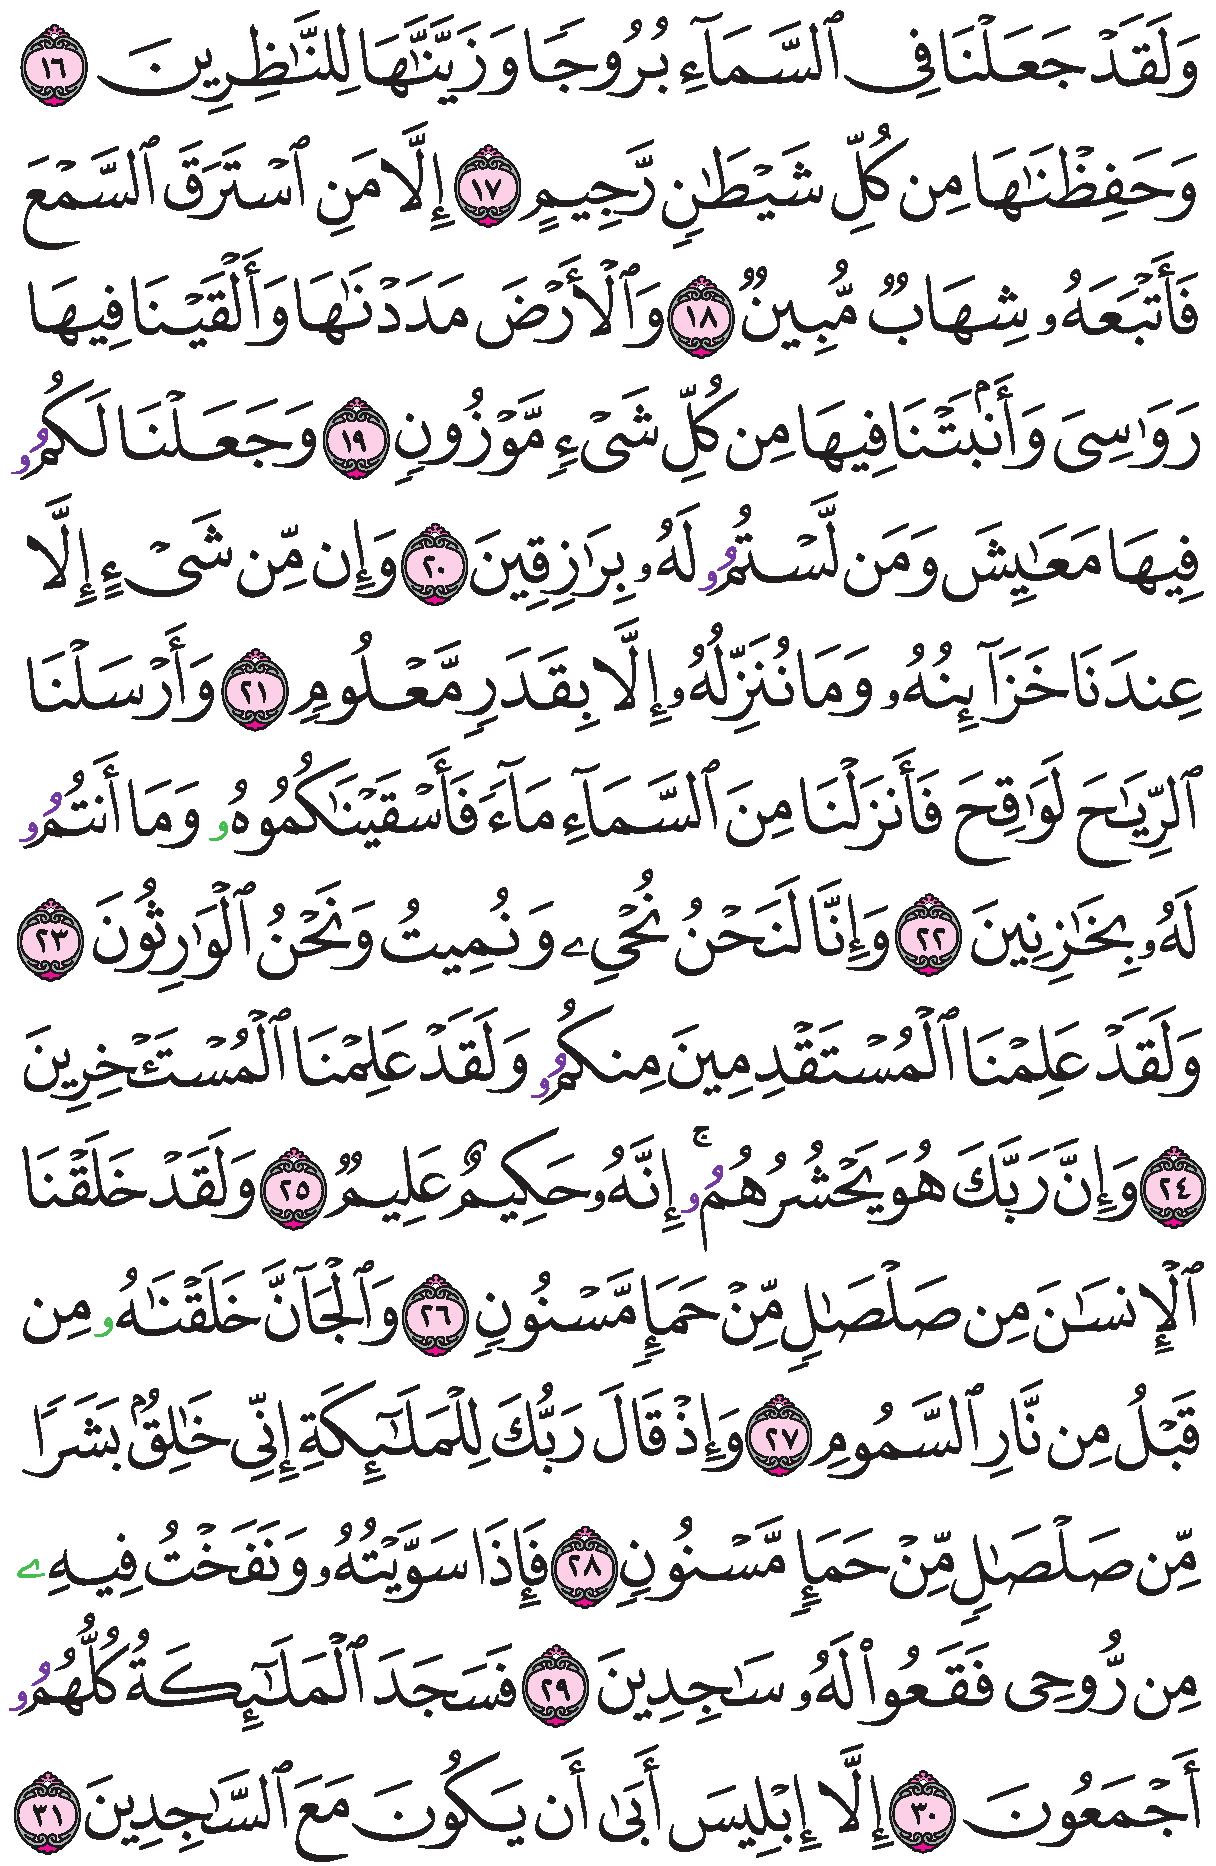 وَلَقَدْ جَعَلْنَا فِى ٱلسَّمَآءِ بُرُوجًا وَزَيَّنَّٰهَا لِلنَّٰظِرِينَ ١٦
وَحَفِظْنَٰهَا مِن كُلِّ شَيْطَٰنٍ رَّجِيمٍ ١٧ إِلَّا مَنِ ٱسْتَرَقَ ٱلسَّمْعَ
فَأَتْبَعَهُۥ شِهَابٌ مُّبِينٌ ١٨ وَٱلْأَرْضَ مَدَدْنَٰهَا وَأَلْقَيْنَا فِيهَا
رَوَٰسِىَ وَأَنۢبَتْنَا فِيهَا مِن كُلِّ شَىْءٍ مَّوْزُونٍ ١٩ وَجَعَلْنَا لَكُمُۥ
فِيهَا مَعَٰيِشَ وَمَن لَّسْتُمُۥ لَهُۥ بِرَٰزِقِينَ ٢٠ وَإِن مِّن شَىْءٍ إِلَّا
عِندَنَا خَزَآئِنُهُۥ وَمَا نُنَزِّلُهُۥ إِلَّا بِقَدَرٍ مَّعْلُومٍ ٢١ وَأَرْسَلْنَا
ٱلرِّيَٰحَ لَوَٰقِحَ فَأَنزَلْنَا مِنَ ٱلسَّمَآءِ مَآءً فَأَسْقَيْنَٰكُمُوهُۥ وَمَا أَنتُمُۥ
لَهُۥ بِخَٰزِنِينَ ٢٢ وَإِنَّا لَنَحْنُ نُحْىِۦ وَنُمِيتُ وَنَحْنُ ٱلْوَٰرِثُونَ ٢٣
وَلَقَدْ عَلِمْنَا ٱلْمُسْتَقْدِمِينَ مِنكُمُۥ وَلَقَدْ عَلِمْنَا ٱلْمُسْتَـْٔخِرِينَ
٢٤ وَإِنَّ رَبَّكَ هُوَ يَحْشُرُهُمُۥ ۚ إِنَّهُۥ حَكِيمٌ عَلِيمٌ ٢٥ وَلَقَدْ خَلَقْنَا
ٱلْإِنسَٰنَ مِن صَلْصَٰلٍ مِّنْ حَمَإٍ مَّسْنُونٍ ٢٦ وَٱلْجَآنَّ خَلَقْنَٰهُۥ مِن
قَبْلُ مِن نَّارِ ٱلسَّمُومِ ٢٧ وَإِذْ قَالَ رَبُّكَ لِلْمَلَٰٓئِكَةِ إِنِّى خَٰلِقٌۢ بَشَرًا
مِّن صَلْصَٰلٍ مِّنْ حَمَإٍ مَّسْنُونٍ ٢٨ فَإِذَا سَوَّيْتُهُۥ وَنَفَخْتُ فِيهِۦ
مِن رُّوحِى فَقَعُوا۟ لَهُۥ سَٰجِدِينَ ٢٩ فَسَجَدَ ٱلْمَلَٰٓئِكَةُ كُلُّهُمُۥ
أَجْمَعُونَ ٣٠ إِلَّا إِبْلِيسَ أَبَىٰ أَن يَكُونَ مَعَ ٱلسَّٰجِدِينَ ٣١